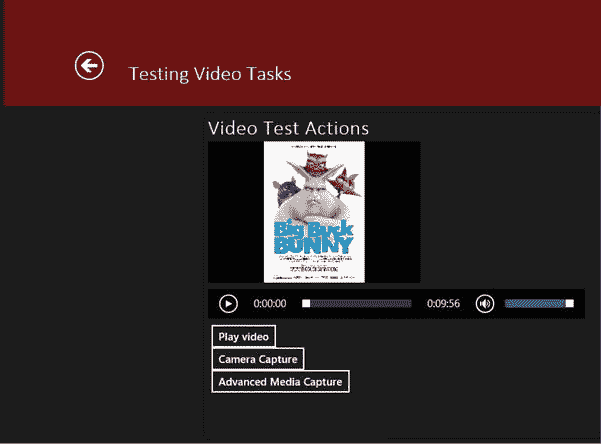 Testing Video Tasks
Video Test Actions
Big Buck
BUNNY
0:00:00
0:09:56
Play video
Camera Capture
Advanced Media Capture